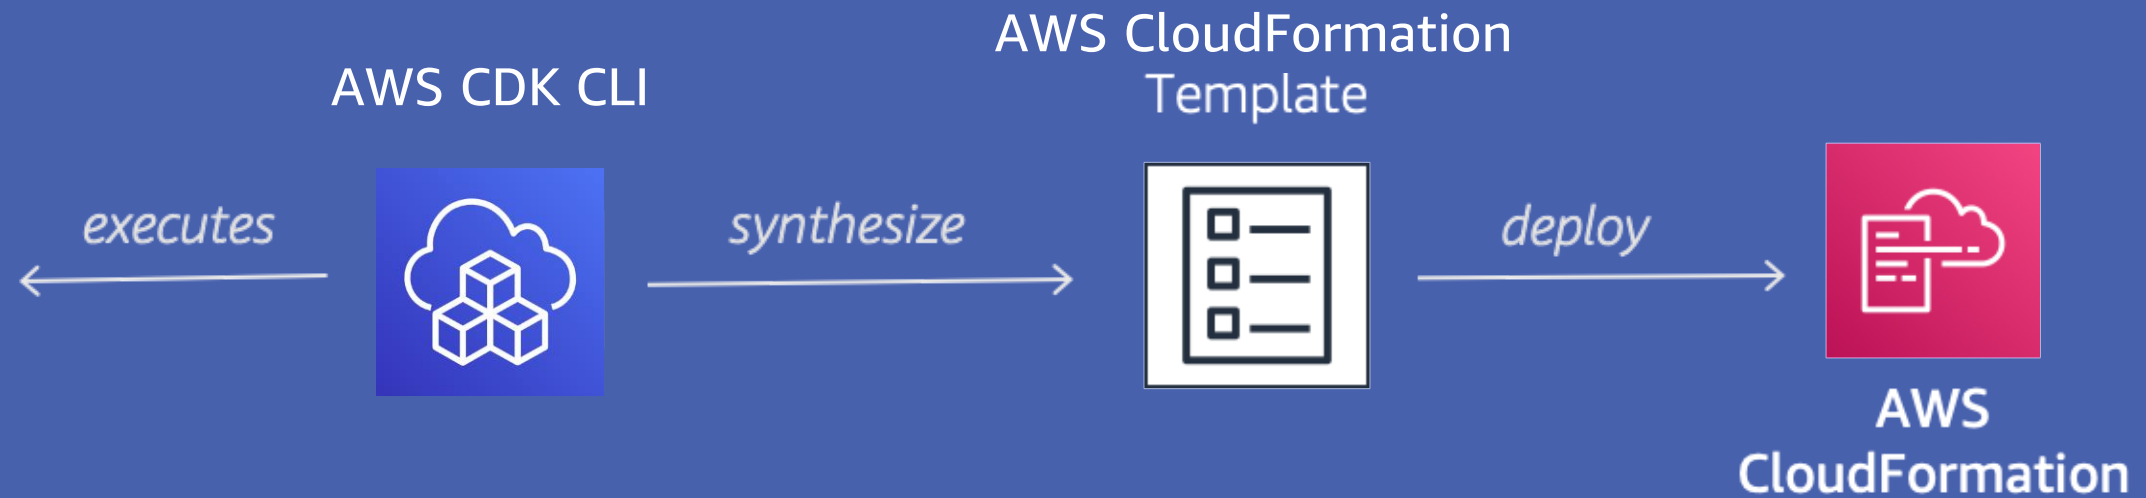 AWS CloudFormation
Template
AWS CDK CLI
executes
synthesize
deploy
AWS
CloudFormation